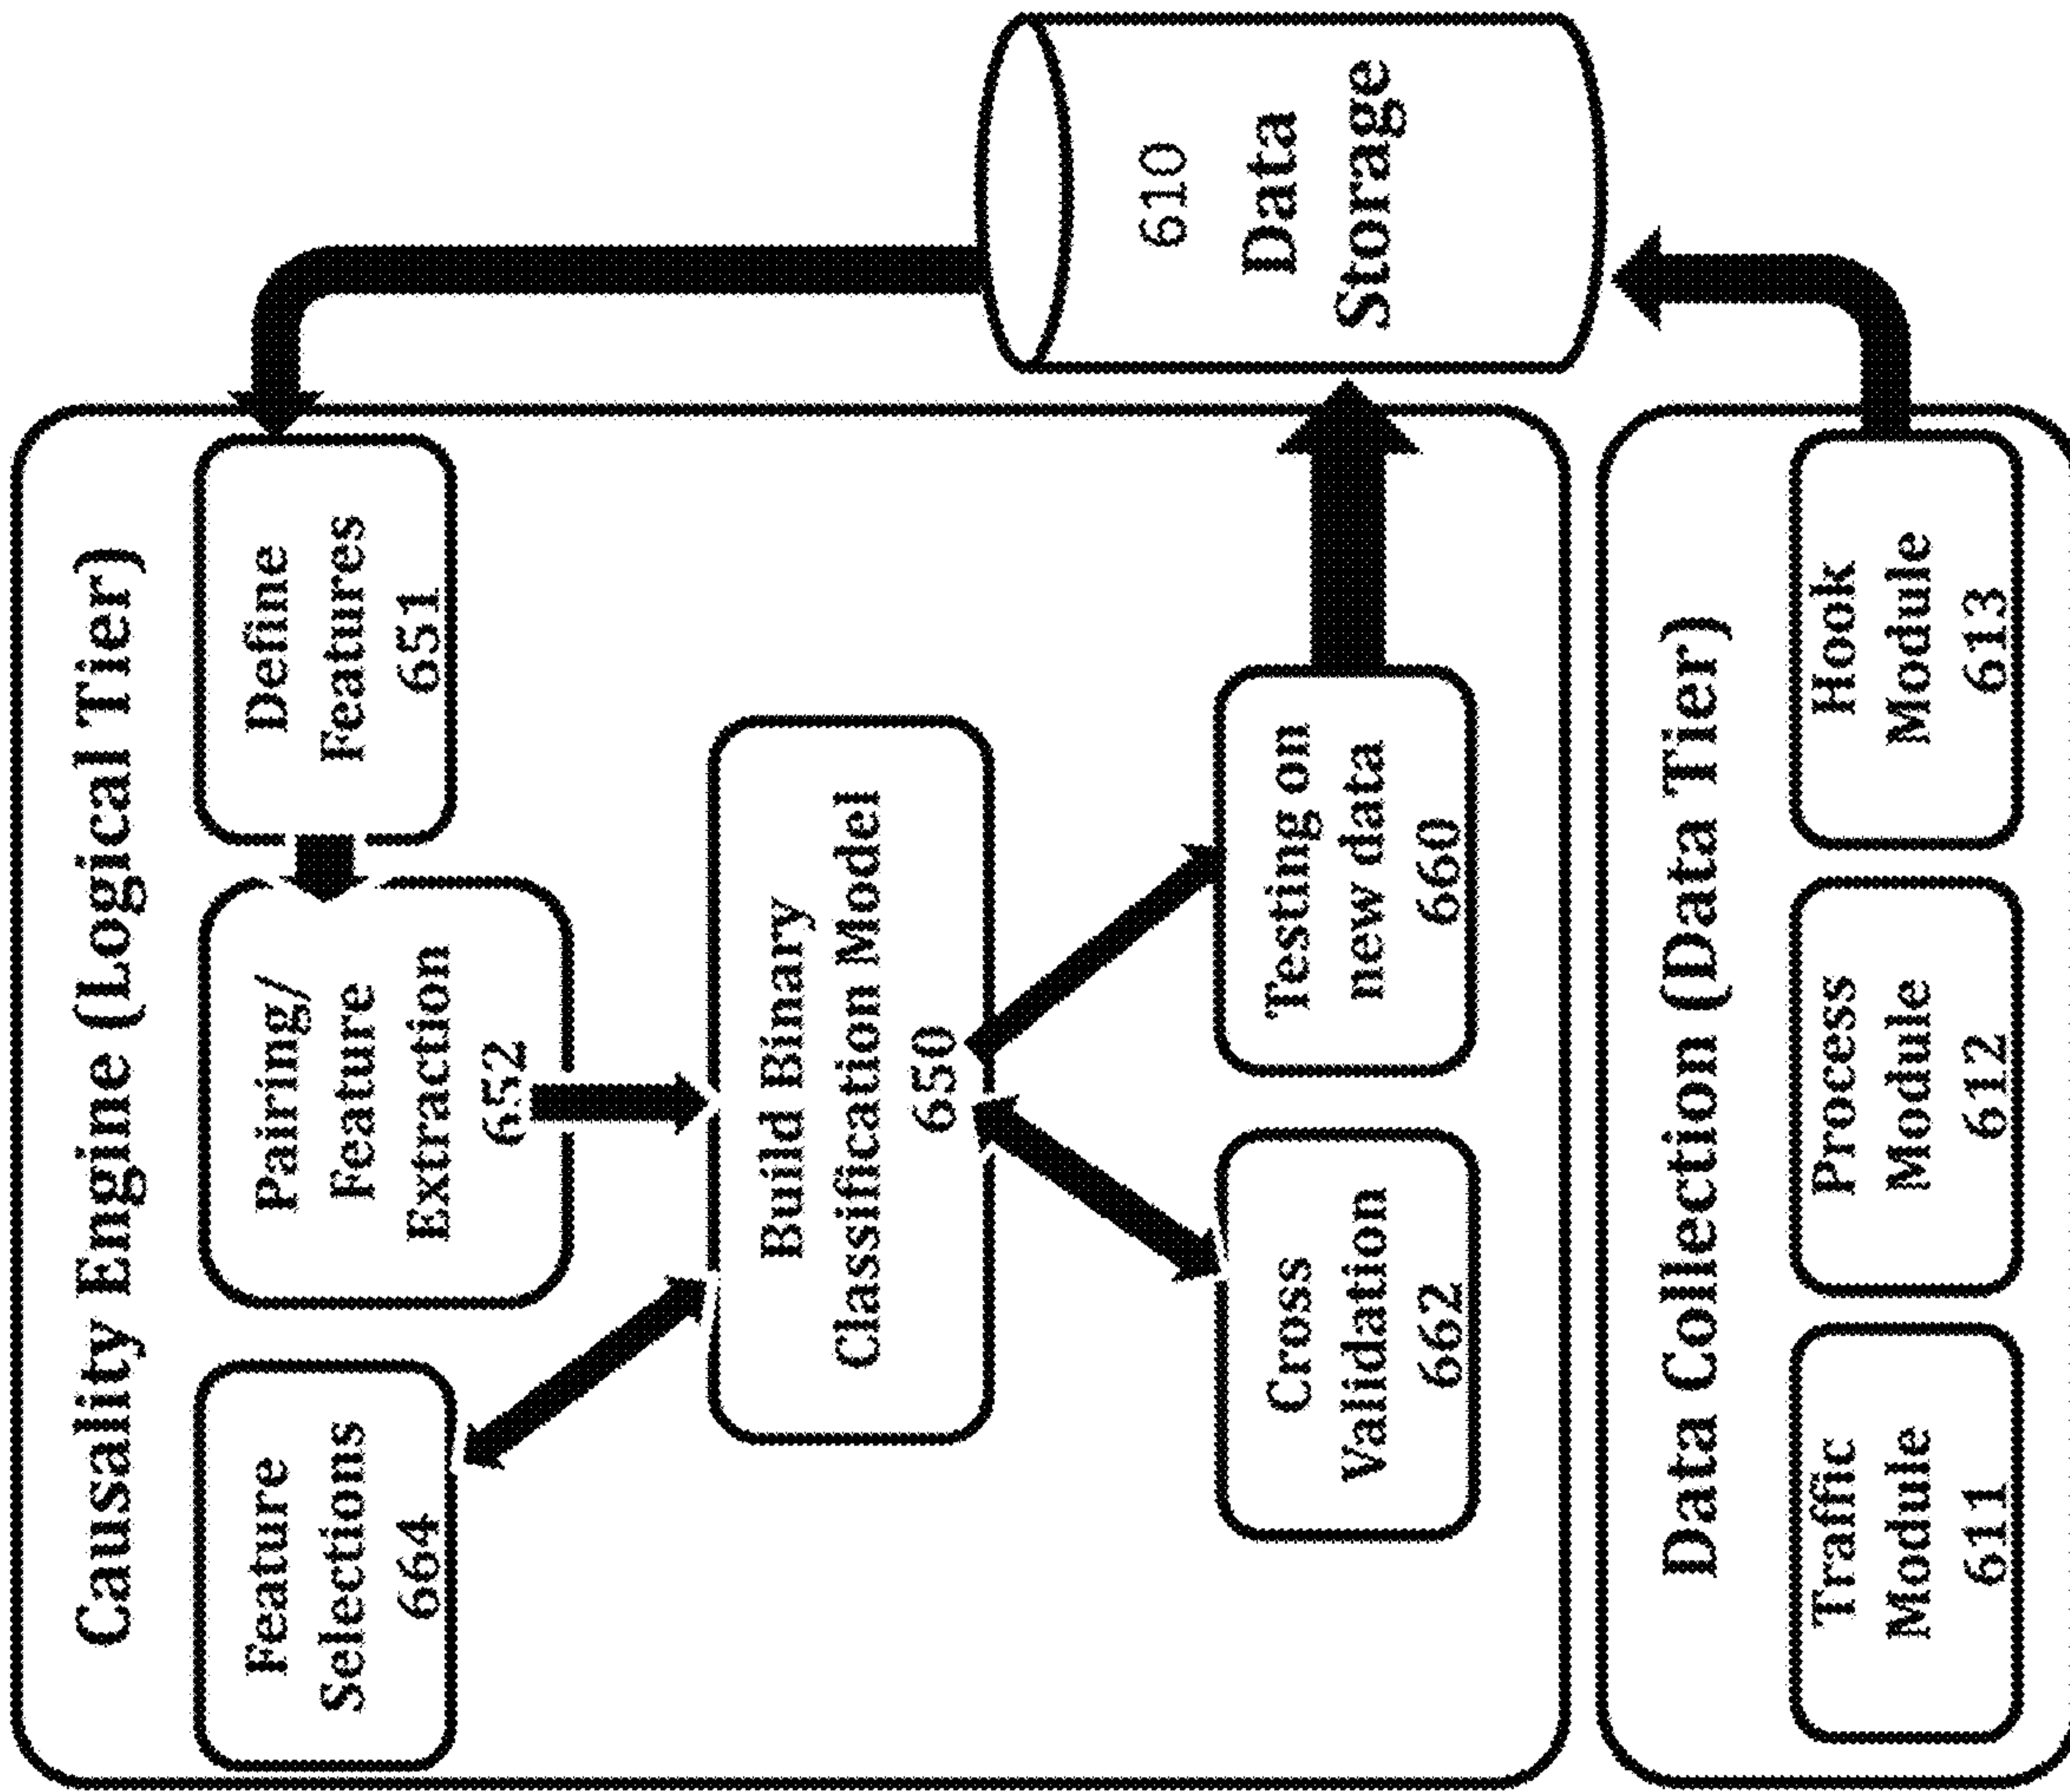 Causality Engine (Logical Tier)
Feature
Selections
664
Pairing/
Feature
Extraction
652
Define
Features
651
Build Binary
Classification Model
650
Cross
Validation
662
Testing on
new data
660
610
Data
Storage
Data Collection (Data Tier)
Traffic
Module
611
Process
Module
612
Hook
Module
613